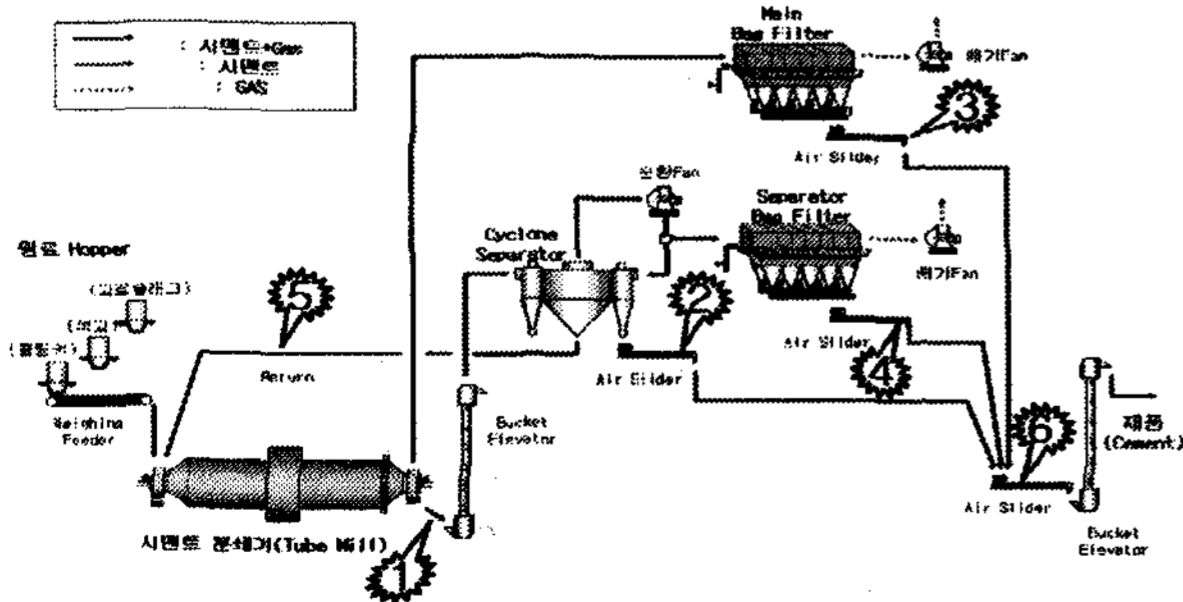 : 시멘트+Gas
: 시멘트
: GAS
Main
Bag Filter
배기Fan
3
Air Slider
순환Fan
Separator
Bag Filter
배기Fan
Cyclone
Separator
원료 Hopper
5
2
(고로슬래그)
(석고)
(클링커)
Air Slider
4
Return
Air Slider
Weighing
Feeder
Bucket
Elevator
6
제품
(Cement)
Air Slider
시멘트 분쇄기(Tube Mill)
1
Bucket
Elevator